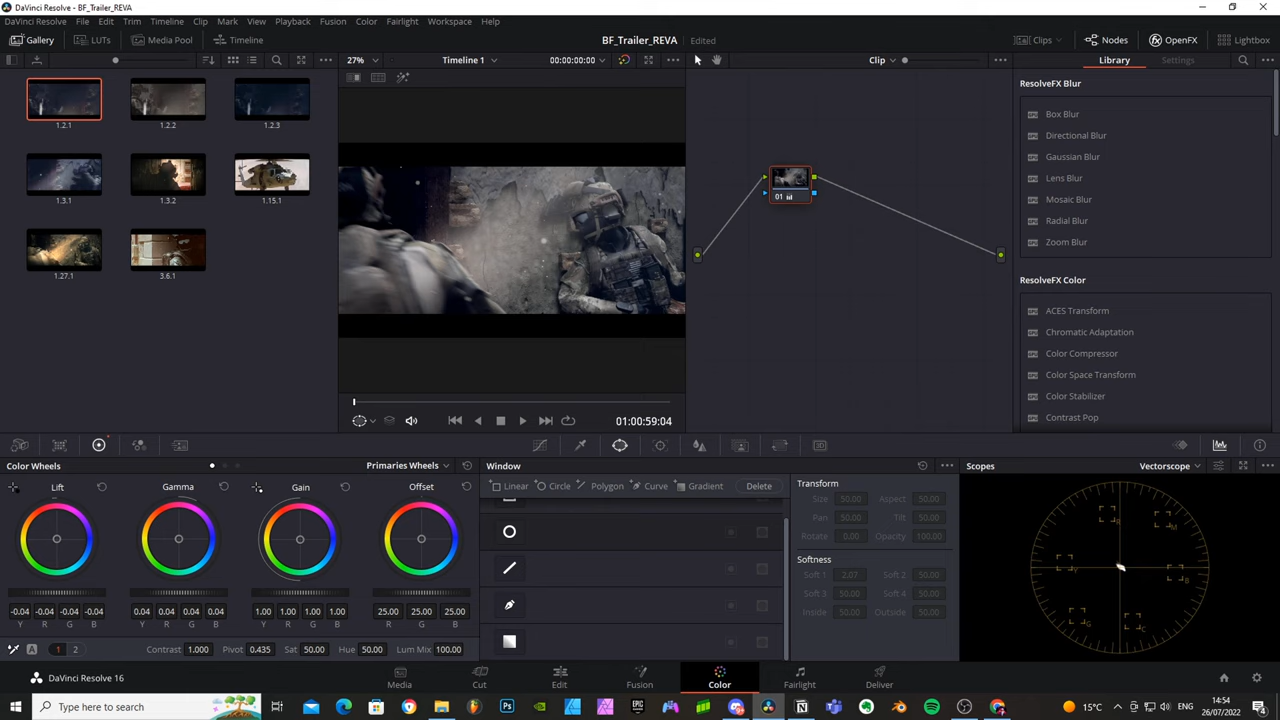 DaVinci Resolve - BF_Trailer_REVA
DaVinci Resolve File Edit Trim Timeline Clip Mark View Playback Fusion Color Fairlight Workspace Help
Gallery LUTs Media Pool Timeline BF_Trailer_REVA Edited Clips Nodes OpenFX Lightbox
27% Timeline 1 00:00:00:00 Clip Library Settings
ResolveFX Blur
Box Blur
Directional Blur
Gaussian Blur
Lens Blur
Mosaic Blur
Radial Blur
Zoom Blur
ResolveFX Color
ACES Transform
Chromatic Adaptation
Color Compressor
Color Space Transform
Color Stabilizer
Contrast Pop
1.2.1 1.2.2 1.2.3
1.3.1 1.3.2 1.15.1
1.27.1 3.6.1
01
01:00:59:04
Color Wheels Primaries Wheels Window Scopes Vectorscope
Lift Gamma Gain Offset
Linear Circle Polygon Curve Gradient Delete
Transform
Size 50.00 Aspect 50.00
Pan 50.00 Tilt 50.00
Rotate 0.00 Opacity 100.00
Softness
Soft 1 2.07 Soft 2 50.00
Soft 3 50.00 Soft 4 50.00
Inside 50.00 Outside 50.00
-0.04 -0.04 -0.04 -0.04 0.04 0.04 0.04 0.04 1.00 1.00 1.00 1.00 25.00 25.00 25.00
Y R G B Y R G B Y R G B R G B
A 1 2 Contrast 1.000 Pivot 0.435 Sat 50.00 Hue 50.00 Lum Mix 100.00
R M
Y B
G C
DaVinci Resolve 16 Media Cut Edit Fusion Color Fairlight Deliver
Type here to search
15°C ENG
14:54
26/07/2022